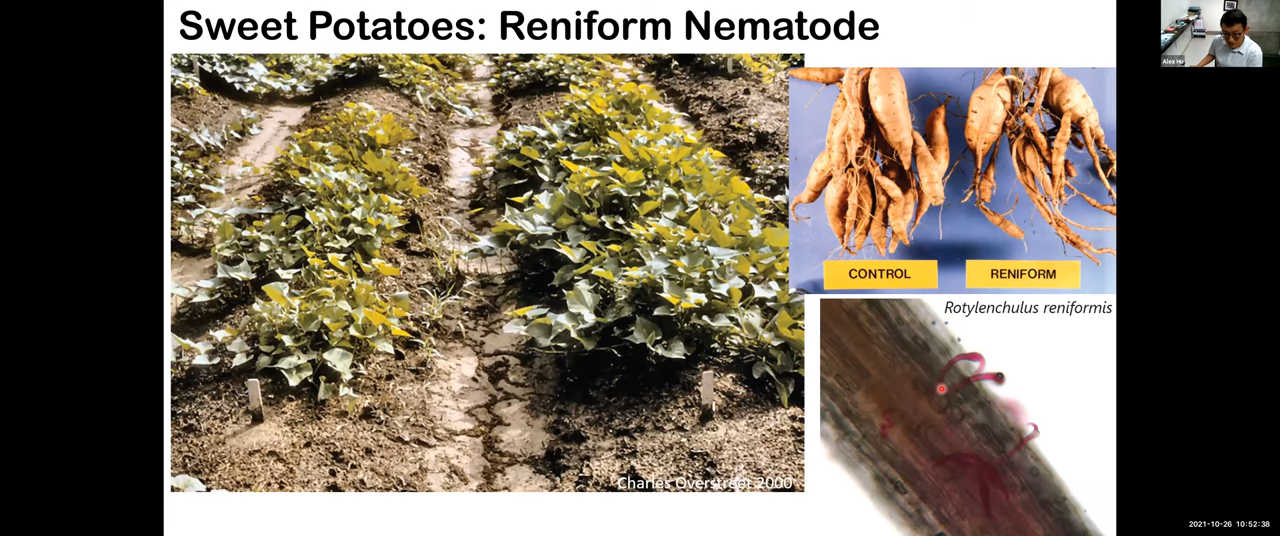 Sweet Potatoes: Reniform Nematode
Alex Hu
CONTROL
RENIFORM
Rotylenchulus reniformis
Charles Overstreet 2000
2021-10-26 10:52:38